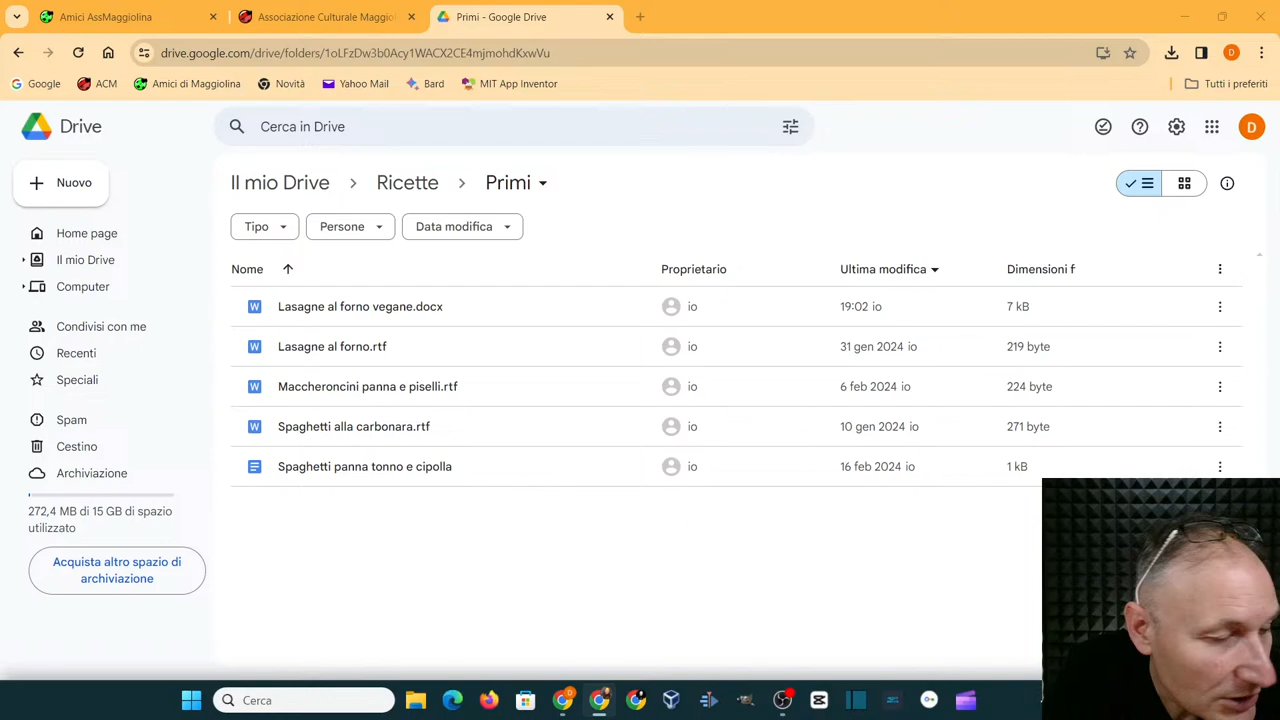 Amici AssMaggiolina
Associazione Culturale Maggiol
Primi - Google Drive
drive.google.com/drive/folders/1oLFzDw3b0Acy1WACX2CE4mjmohdKxwVu
Google
ACM
Amici di Maggiolina
Novità
Yahoo Mail
Bard
MIT App Inventor
Tutti i preferiti
Drive
Cerca in Drive
D
D
Nuovo
Il mio Drive
Ricette
Primi
Tipo
Persone
Data modifica
Home page
Il mio Drive
Computer
Condivisi con me
Recenti
Speciali
Spam
Cestino
Archiviazione
272,4 MB di 15 GB di spazio
utilizzato
Acquista altro spazio di
archiviazione
Nome Proprietario Ultima modifica Dimensioni f
Lasagne al forno vegane.docx io 19:02 io 7 kB
Lasagne al forno.rtf io 31 gen 2024 io 219 byte
Maccheroncini panna e piselli.rtf io 6 feb 2024 io 224 byte
Spaghetti alla carbonara.rtf io 10 gen 2024 io 271 byte
Spaghetti panna tonno e cipolla io 16 feb 2024 io 1 kB
Cerca